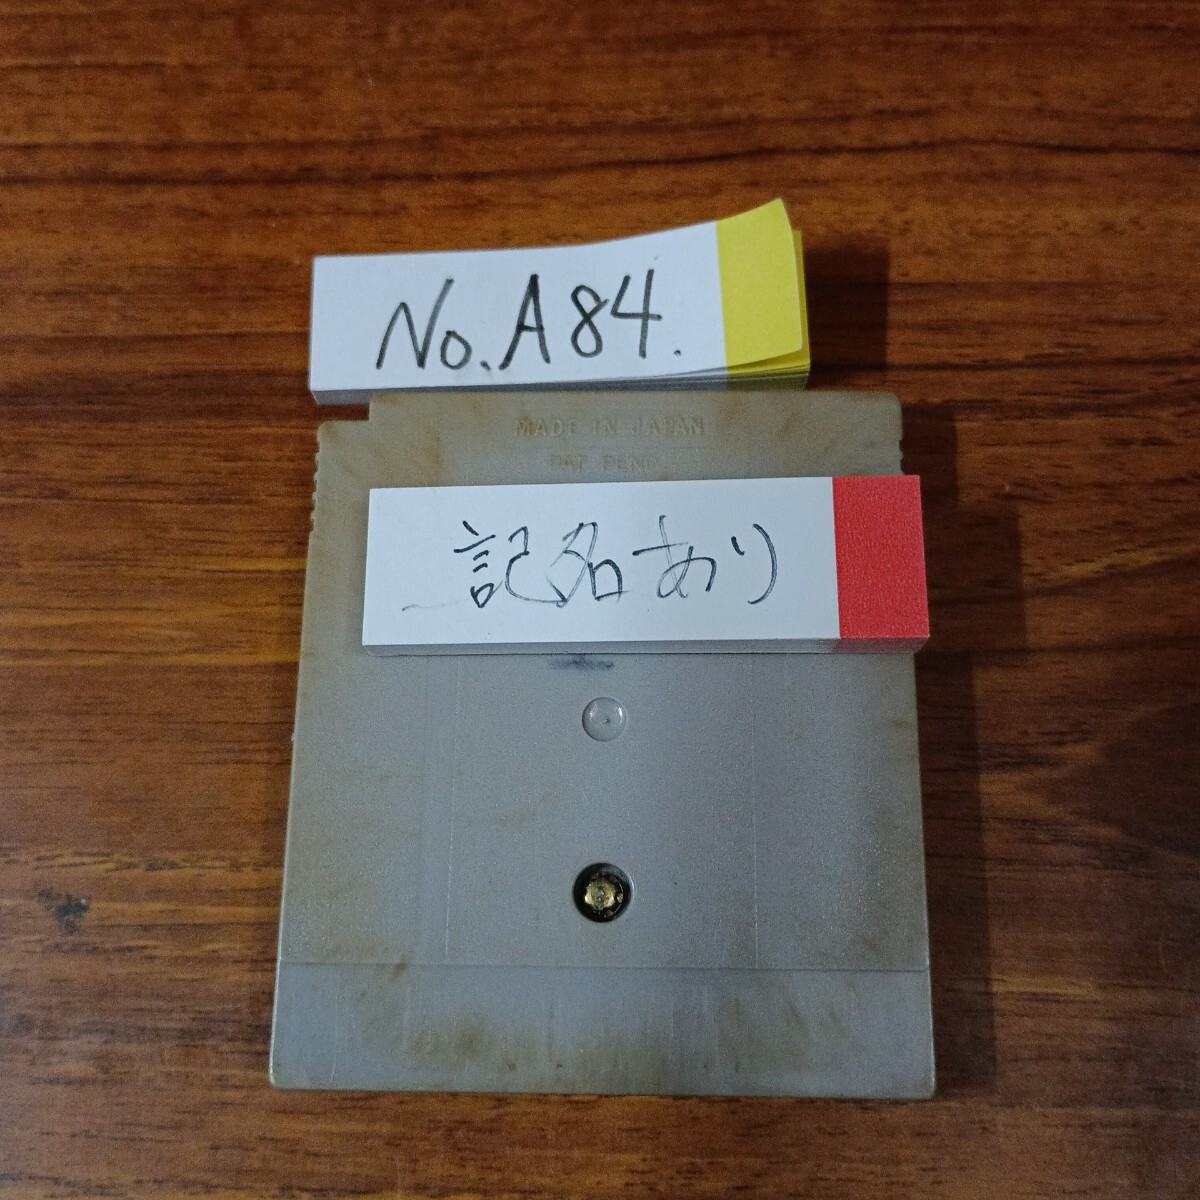 No. A84.
MADE IN JAPAN
PAT. PEND.
記名あり